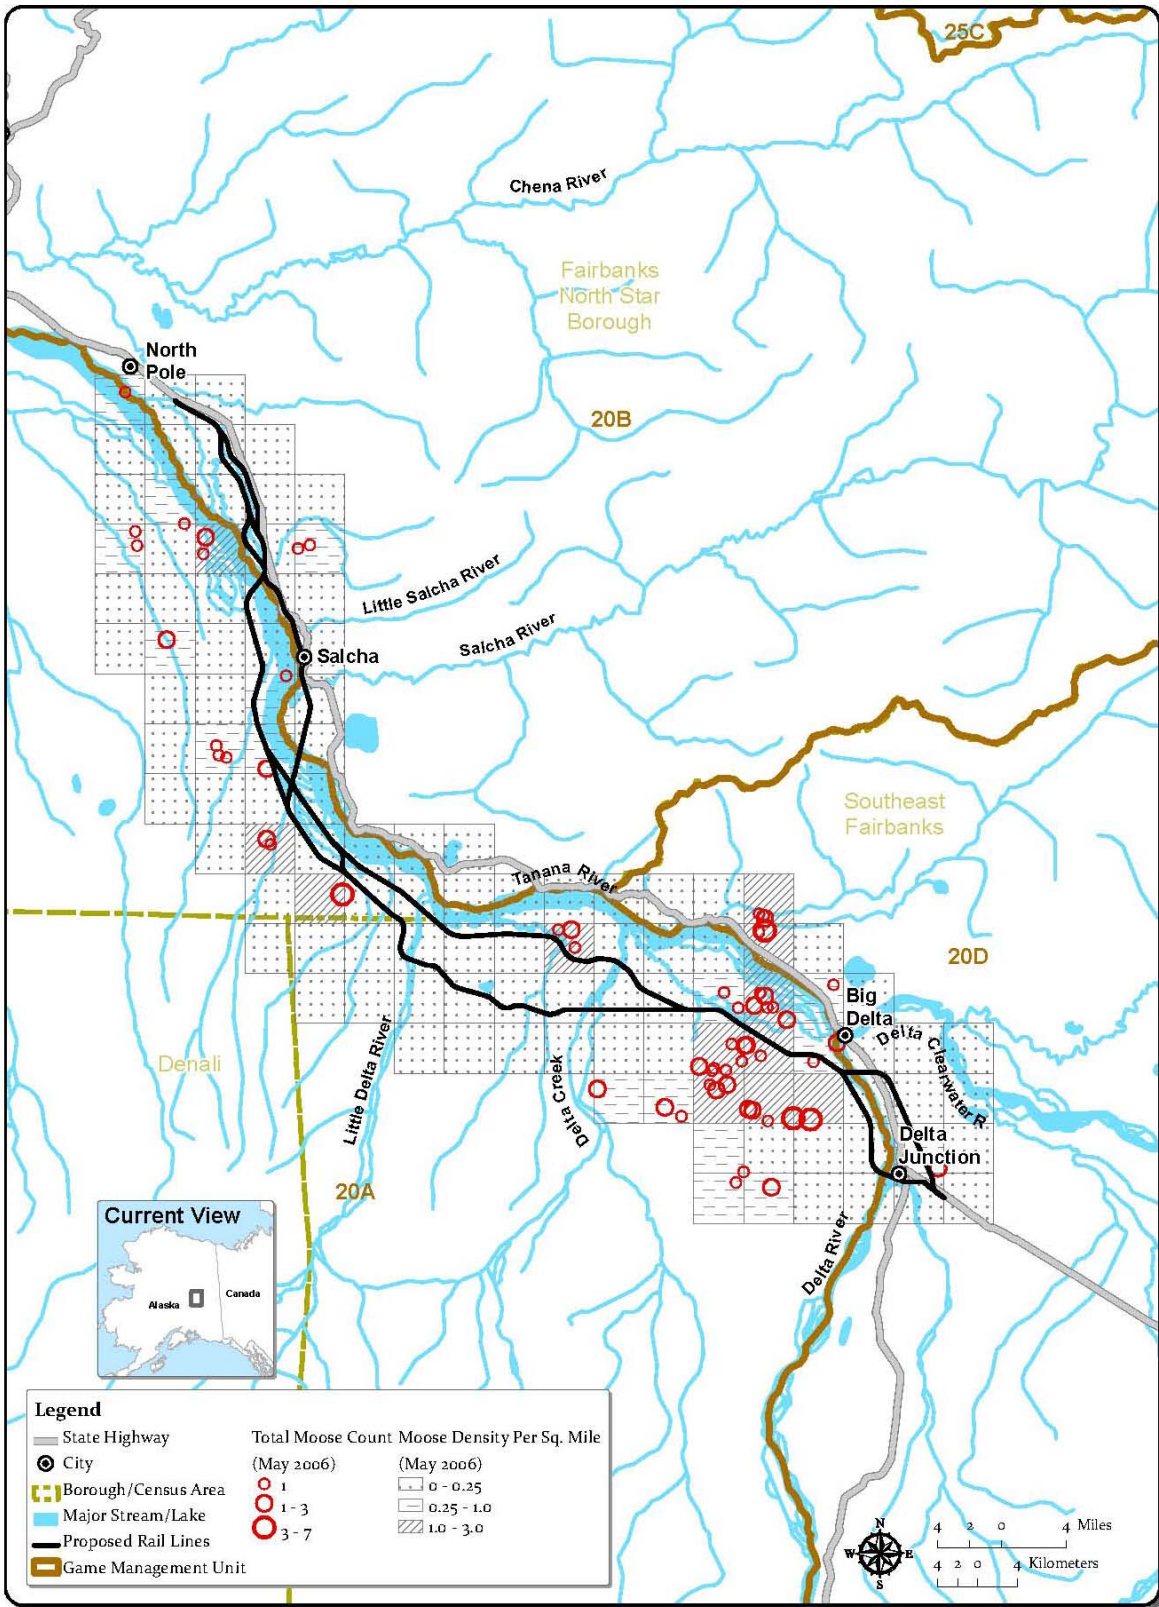 25C
Chena River
Fairbanks
North Star
Borough
North
Pole
20B
Little Salcha River
Salcha River
Salcha
Southeast
Fairbanks
Tanana River
20D
Big
Delta
Delta Clearwater R
Denali
Little Delta River
Delta Creek
Delta
Junction
20A
Delta River
Current View
Alaska
Canada
Legend
State Highway
City
Borough/Census Area
Major Stream/Lake
Proposed Rail Lines
Game Management Unit
Total Moose Count
(May 2006)
1
1 - 3
3 - 7
Moose Density Per Sq. Mile
(May 2006)
0 - 0.25
0.25 - 1.0
1.0 - 3.0
N
W E
S
4 2 0 4 Miles
4 2 0 4 Kilometers